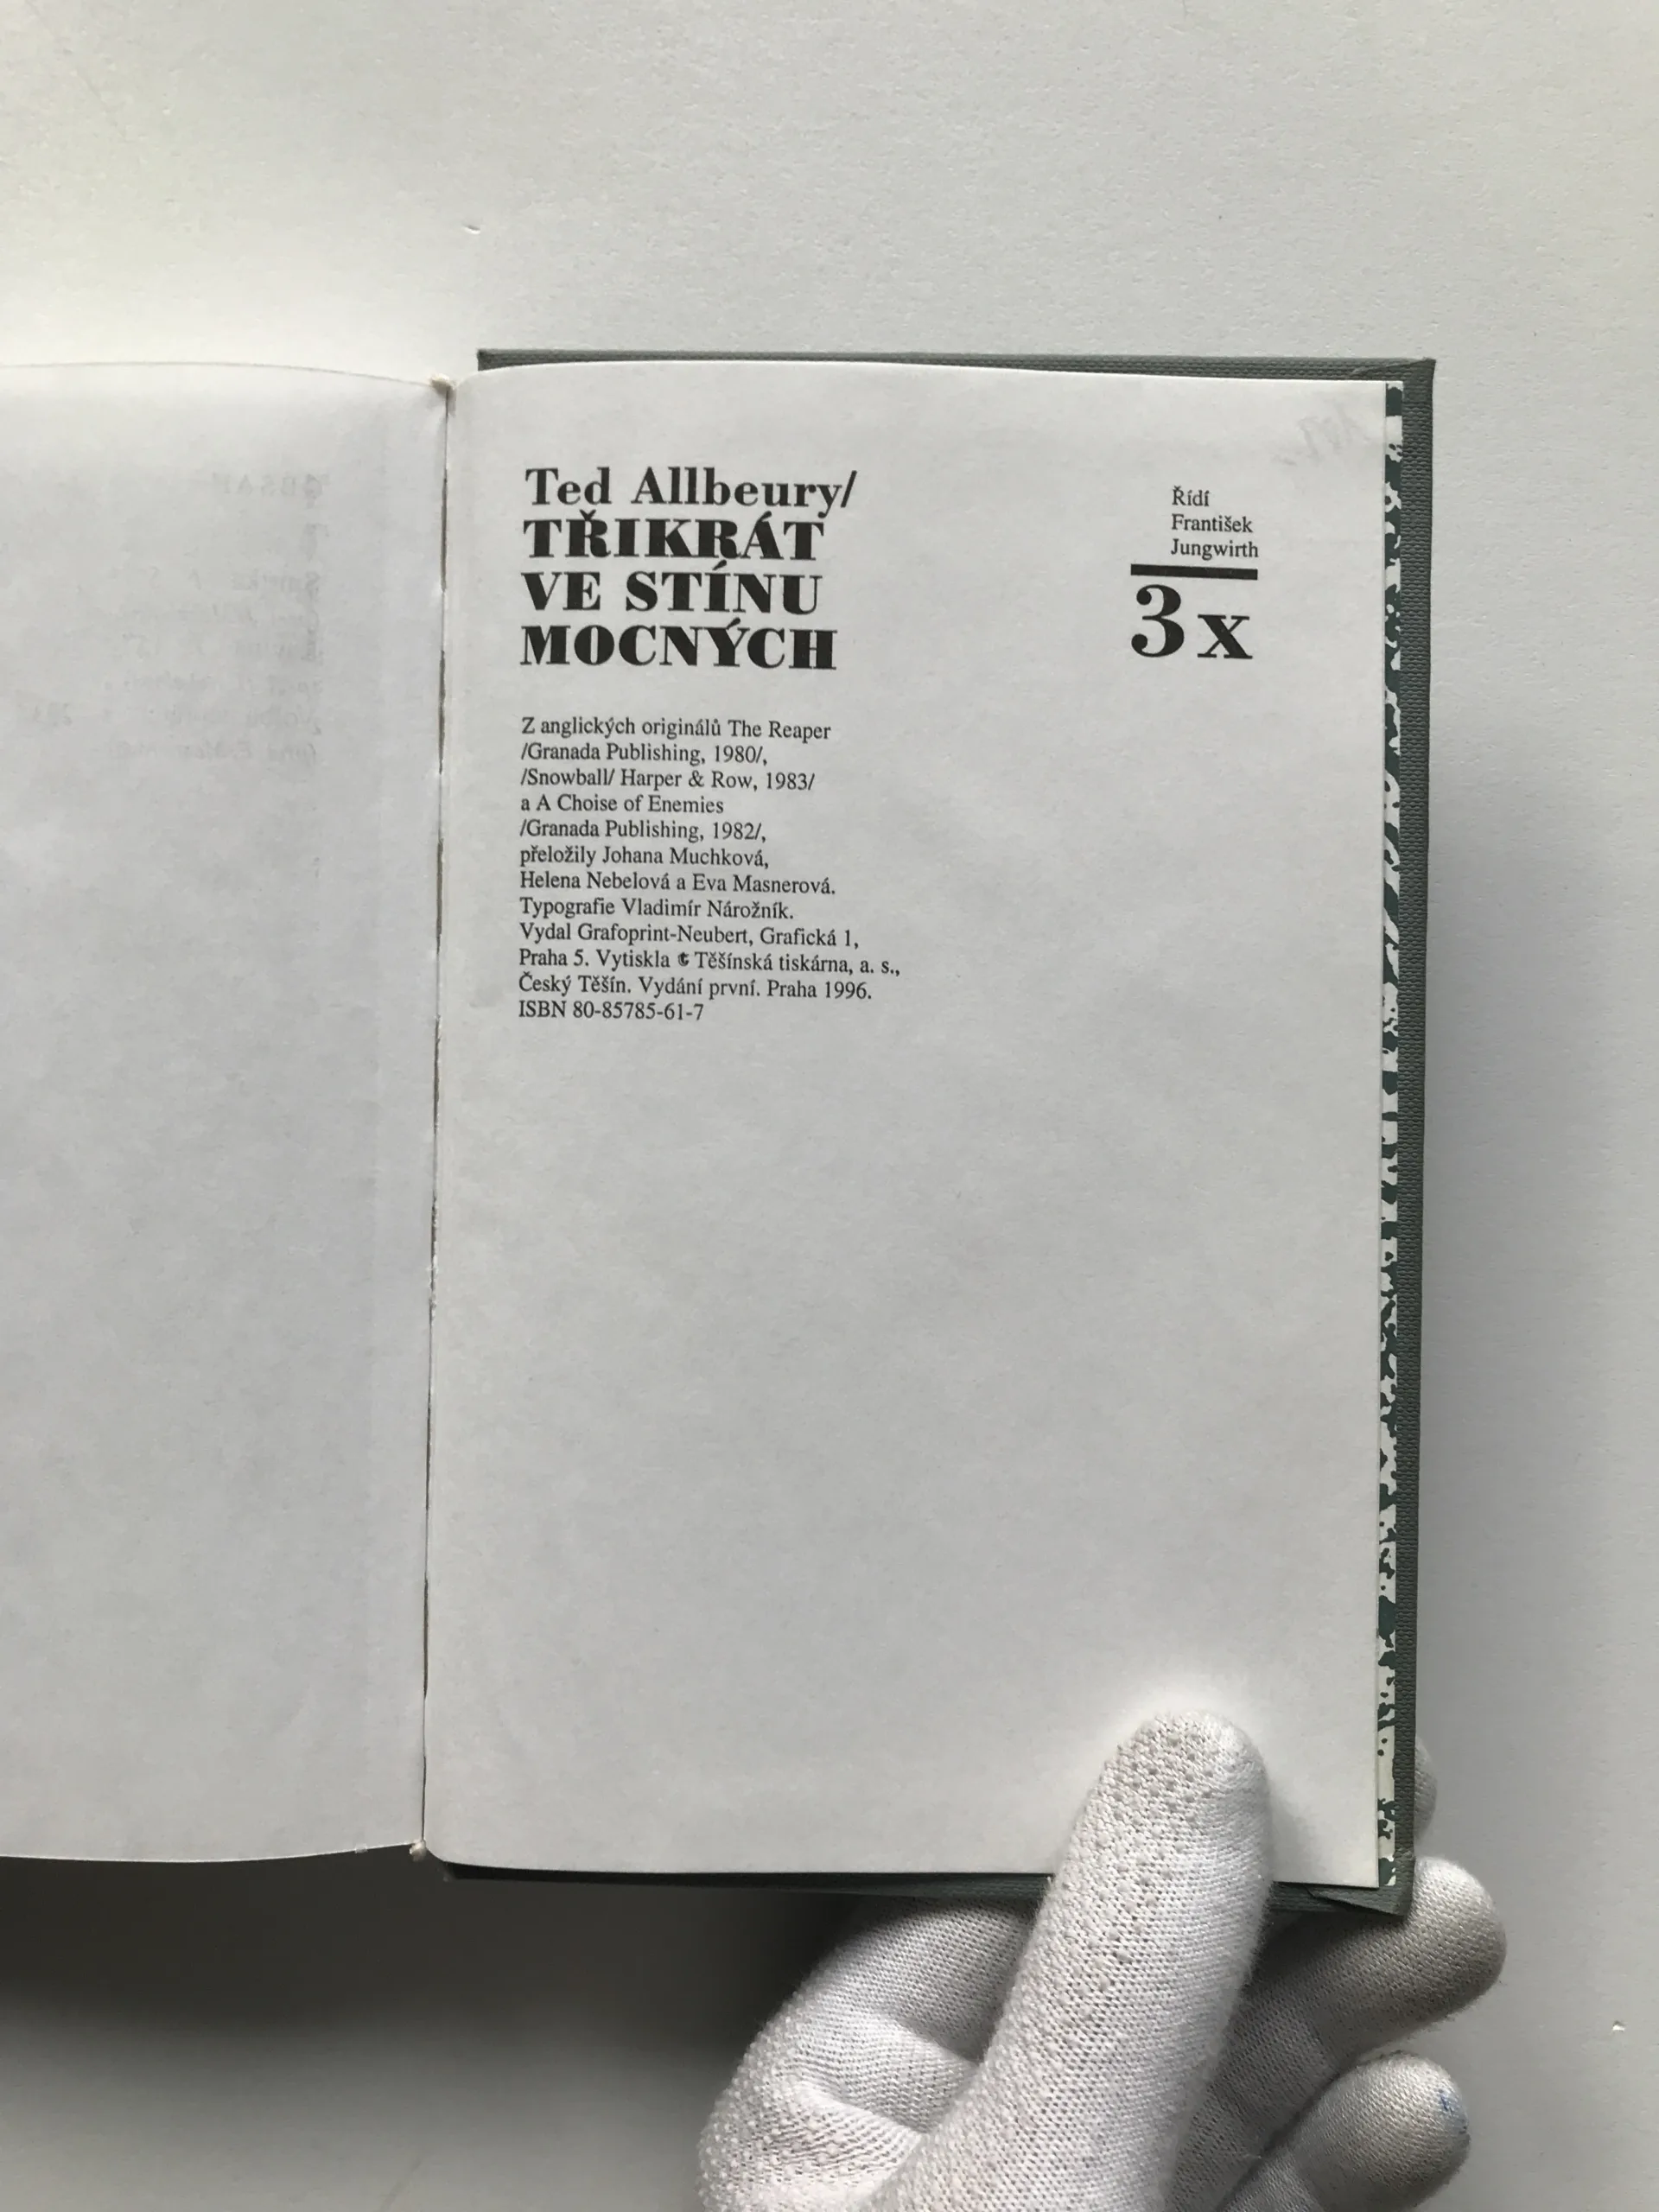 Ted Allbeury/
TŘIKRÁT
VE STÍNU
MOCNÝCH
Řídí
František
Jungwirth
3x
Z anglických originálů The Reaper
/Granada Publishing, 1980/,
/Snowball/ Harper & Row, 1983/
a A Choise of Enemies
/Granada Publishing, 1982/,
přeložily Johana Muchková,
Helena Nebelová a Eva Masnerová.
Typografie Vladimír Nárožník.
Vydal Grafoprint-Neubert, Grafická 1,
Praha 5. Vytiskla Těšínská tiskárna, a. s.,
Český Těšín. Vydání první. Praha 1996.
ISBN 80-85785-61-7